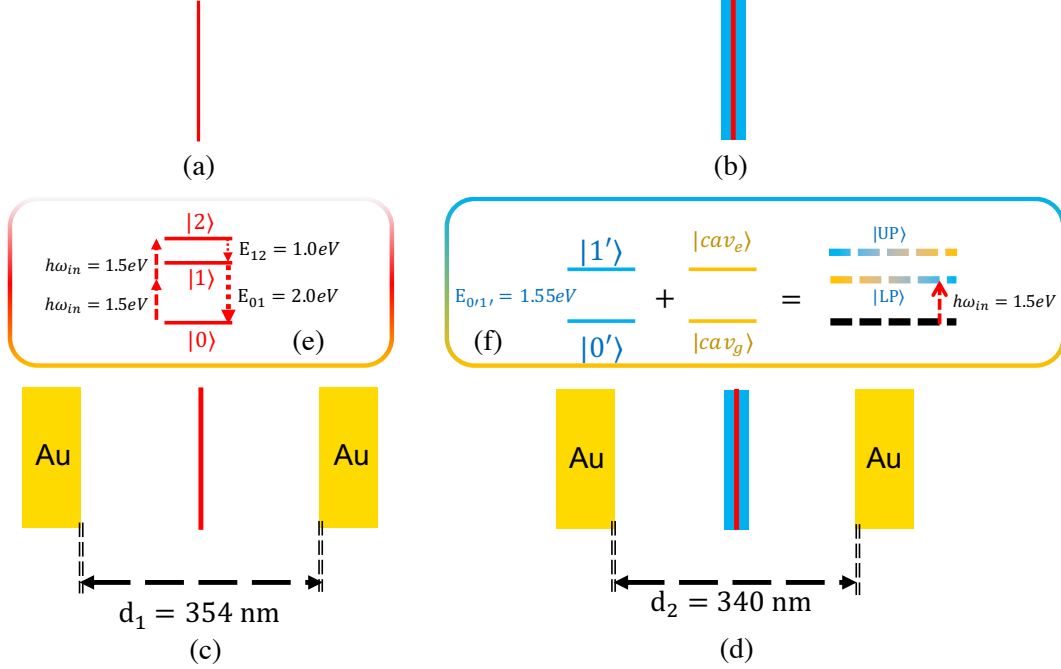 (a)
(b)
|2⟩
ħω_in = 1.5eV
E_12 = 1.0eV
|1⟩
ħω_in = 1.5eV
E_01 = 2.0eV
|0⟩
(e)
|1′⟩
|cav_e⟩
|UP⟩
E_0′1′ = 1.55eV
+
=
|LP⟩
ħω_in = 1.5eV
(f)
|0′⟩
|cav_g⟩
Au
Au
Au
Au
d_1 = 354 nm
d_2 = 340 nm
(c)
(d)